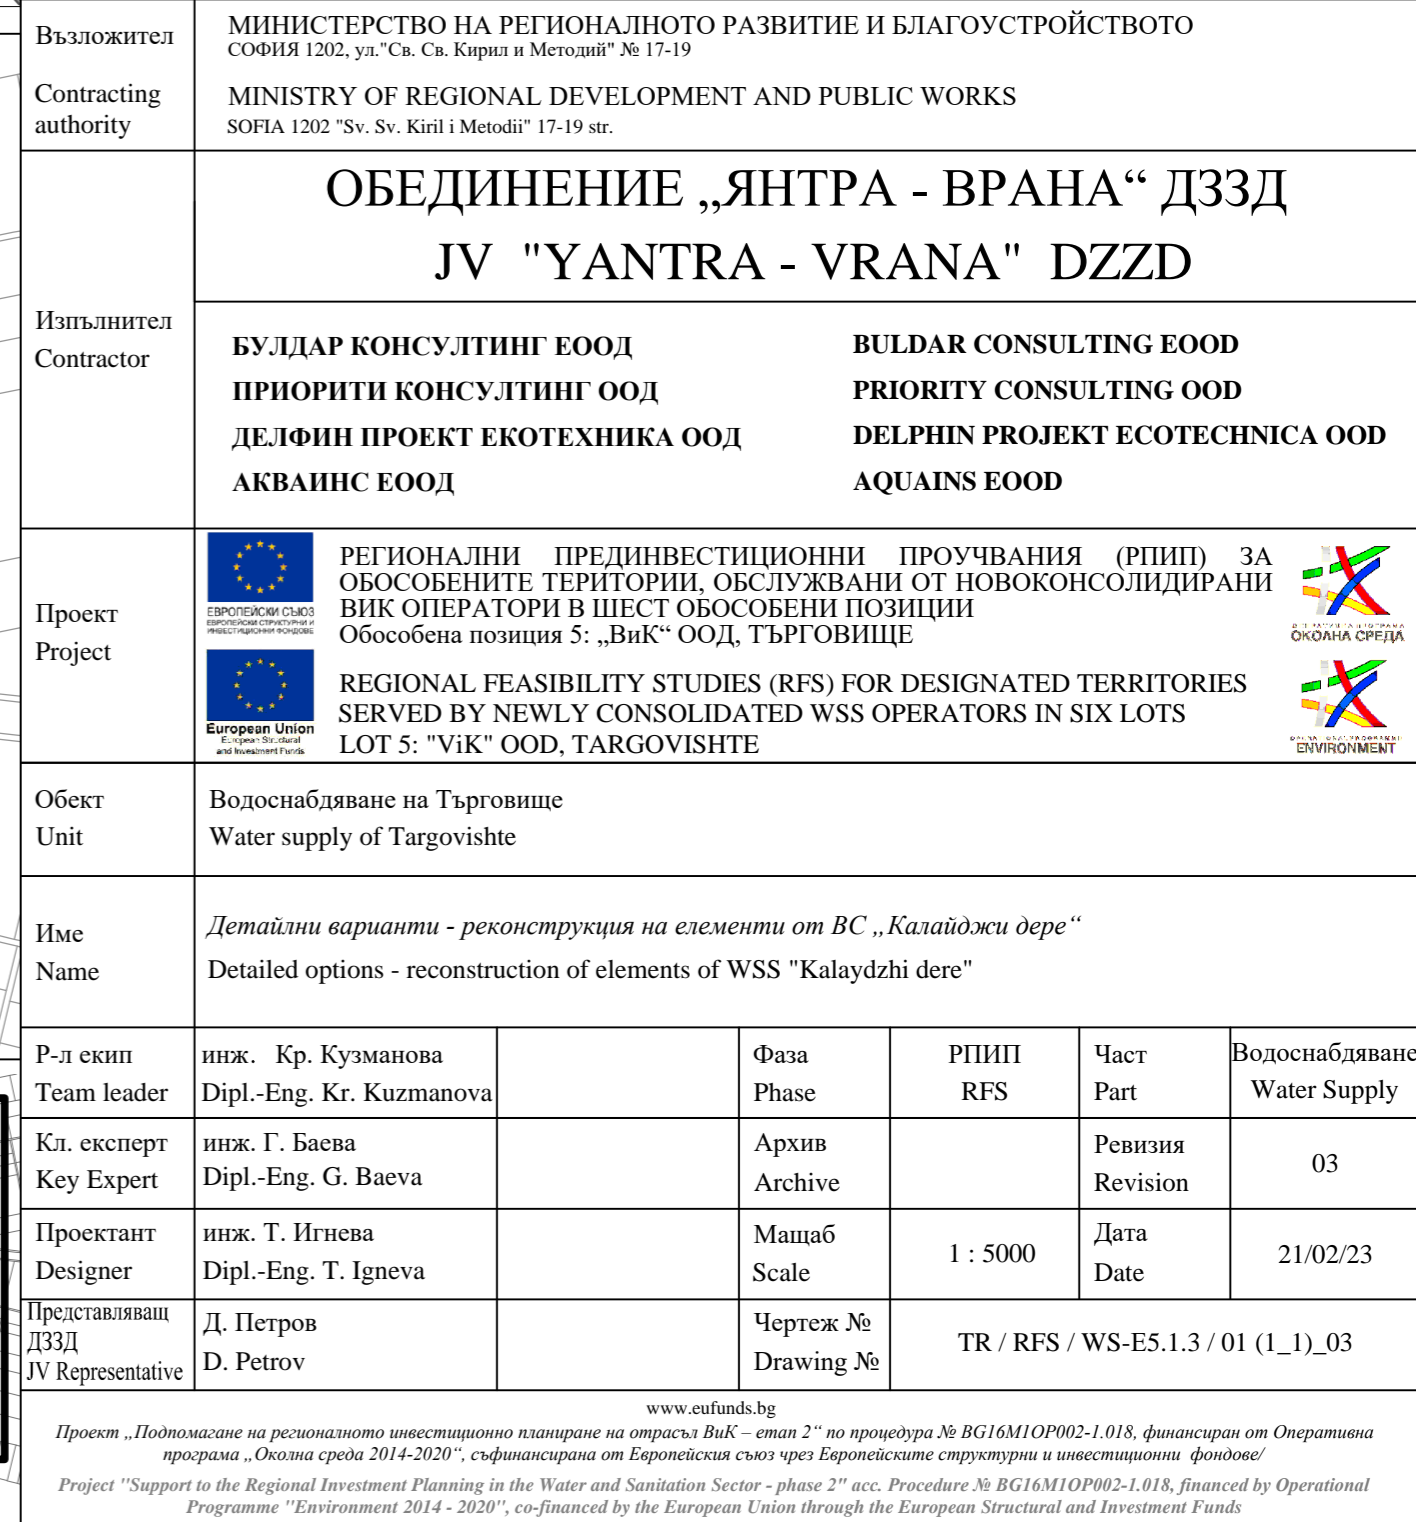 Възложител
МИНИСТЕРСТВО НА РЕГИОНАЛНОТО РАЗВИТИЕ И БЛАГОУСТРОЙСТВОТО
СОФИЯ 1202, ул."Св. Св. Кирил и Методий" № 17-19
Contracting
authority
MINISTRY OF REGIONAL DEVELOPMENT AND PUBLIC WORKS
SOFIA 1202 "Sv. Sv. Kiril i Metodii" 17-19 str.
Изпълнител
Contractor
ОБЕДИНЕНИЕ „ЯНТРА - ВРАНА“ ДЗЗД
JV "YANTRA - VRANA" DZZD
БУЛДАР КОНСУЛТИНГ ЕООД
ПРИОРИТИ КОНСУЛТИНГ ООД
ДЕЛФИН ПРОЕКТ ЕКОТЕХНИКА ООД
АКВАИНС ЕООД
BULDAR CONSULTING EOOD
PRIORITY CONSULTING OOD
DELPHIN PROJEKT ECOTECHNICA OOD
AQUAINS EOOD
Проект
Project
ЕВРОПЕЙСКИ СЪЮЗ
ЕВРОПЕЙСКИ СТРУКТУРНИ И
ИНВЕСТИЦИОННИ ФОНДОВЕ
РЕГИОНАЛНИ ПРЕДИНВЕСТИЦИОННИ ПРОУЧВАНИЯ (РПИП) ЗА
ОБОСОБЕНИТЕ ТЕРИТОРИИ, ОБСЛУЖВАНИ ОТ НОВОКОНСОЛИДИРАНИ
ВИК ОПЕРАТОРИ В ШЕСТ ОБОСОБЕНИ ПОЗИЦИИ
Обособена позиция 5: „ВиК“ ООД, ТЪРГОВИЩЕ
ОКОЛНА СРЕДА
European Union
European Structural
and Investment Funds
REGIONAL FEASIBILITY STUDIES (RFS) FOR DESIGNATED TERRITORIES
SERVED BY NEWLY CONSOLIDATED WSS OPERATORS IN SIX LOTS
LOT 5: "ViK" OOD, TARGOVISHTE
ENVIRONMENT
Обект
Unit
Водоснабдяване на Търговище
Water supply of Targovishte
Име
Name
Детайлни варианти - реконструкция на елементи от ВС „Калайджи дере“
Detailed options - reconstruction of elements of WSS "Kalaydzhi dere"
Р-л екип
Team leader
инж. Кр. Кузманова
Dipl.-Eng. Kr. Kuzmanova
Фаза
Phase
РПИП
RFS
Част
Part
Водоснабдяване
Water Supply
Кл. експерт
Key Expert
инж. Г. Баева
Dipl.-Eng. G. Baeva
Архив
Archive
Ревизия
Revision
03
Проектант
Designer
инж. Т. Игнева
Dipl.-Eng. T. Igneva
Мащаб
Scale
1 : 5000
Дата
Date
21/02/23
Представляващ
ДЗЗД
JV Representative
Д. Петров
D. Petrov
Чертеж №
Drawing №
TR / RFS / WS-E5.1.3 / 01 (1_1)_03
www.eufunds.bg
Проект „Подпомагане на регионалното инвестиционно планиране на отрасъл ВиК – етап 2“ по процедура № BG16M1OP002-1.018, финансиран от Оперативна
програма „Околна среда 2014-2020“, съфинансирана от Европейския съюз чрез Европейските структурни и инвестиционни фондове/
Project "Support to the Regional Investment Planning in the Water and Sanitation Sector - phase 2" acc. Procedure № BG16M1OP002-1.018, financed by Operational
Programme "Environment 2014 - 2020", co-financed by the European Union through the European Structural and Investment Funds